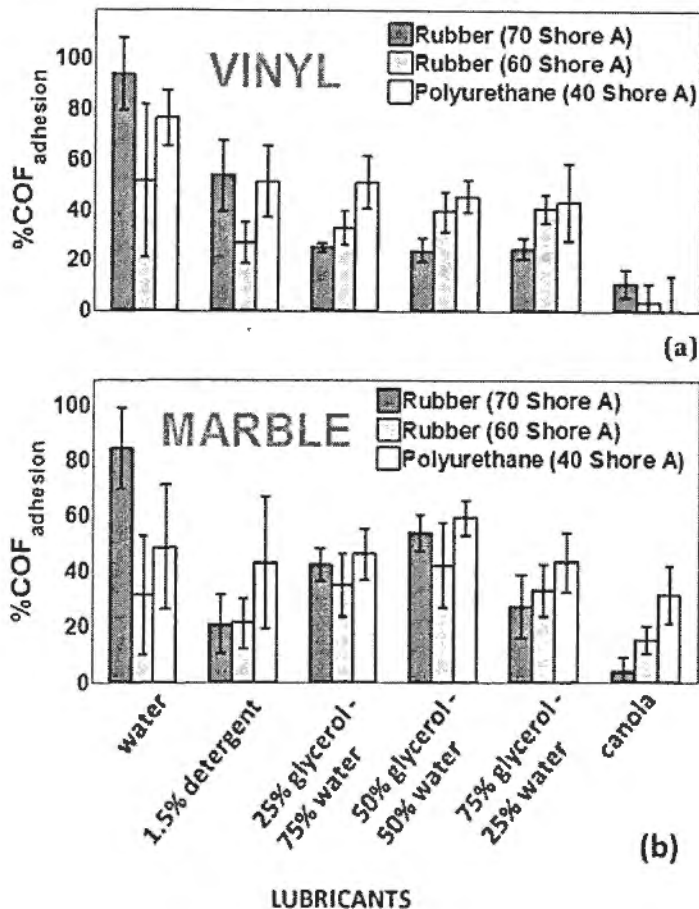 100
80
60
40
20
0
%COF adhesion
VINYL
Rubber (70 Shore A)
Rubber (60 Shore A)
Polyurethane (40 Shore A)
(a)
100
80
60
40
20
0
%COF adhesion
MARBLE
Rubber (70 Shore A)
Rubber (60 Shore A)
Polyurethane (40 Shore A)
water
1.5% detergent
25% glycerol-
75% water
50% glycerol-
50% water
75% glycerol-
25% water
canola
(b)
LUBRICANTS